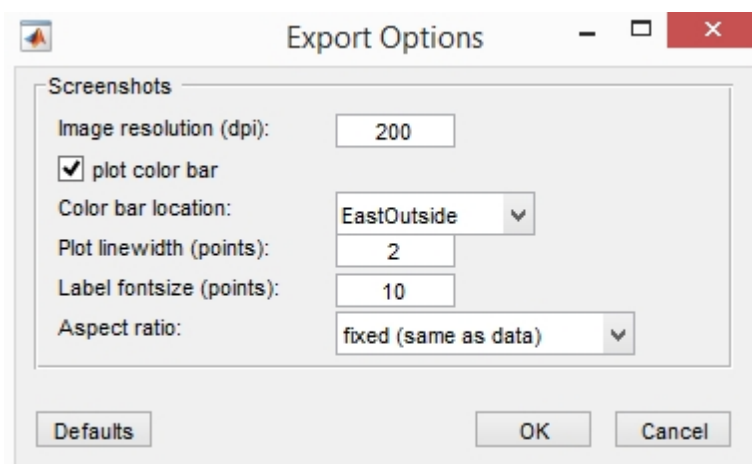 Export Options
Screenshots
Image resolution (dpi): 200
plot color bar
Color bar location: EastOutside
Plot linewidth (points): 2
Label fontsize (points): 10
Aspect ratio: fixed (same as data)
Defaults OK Cancel